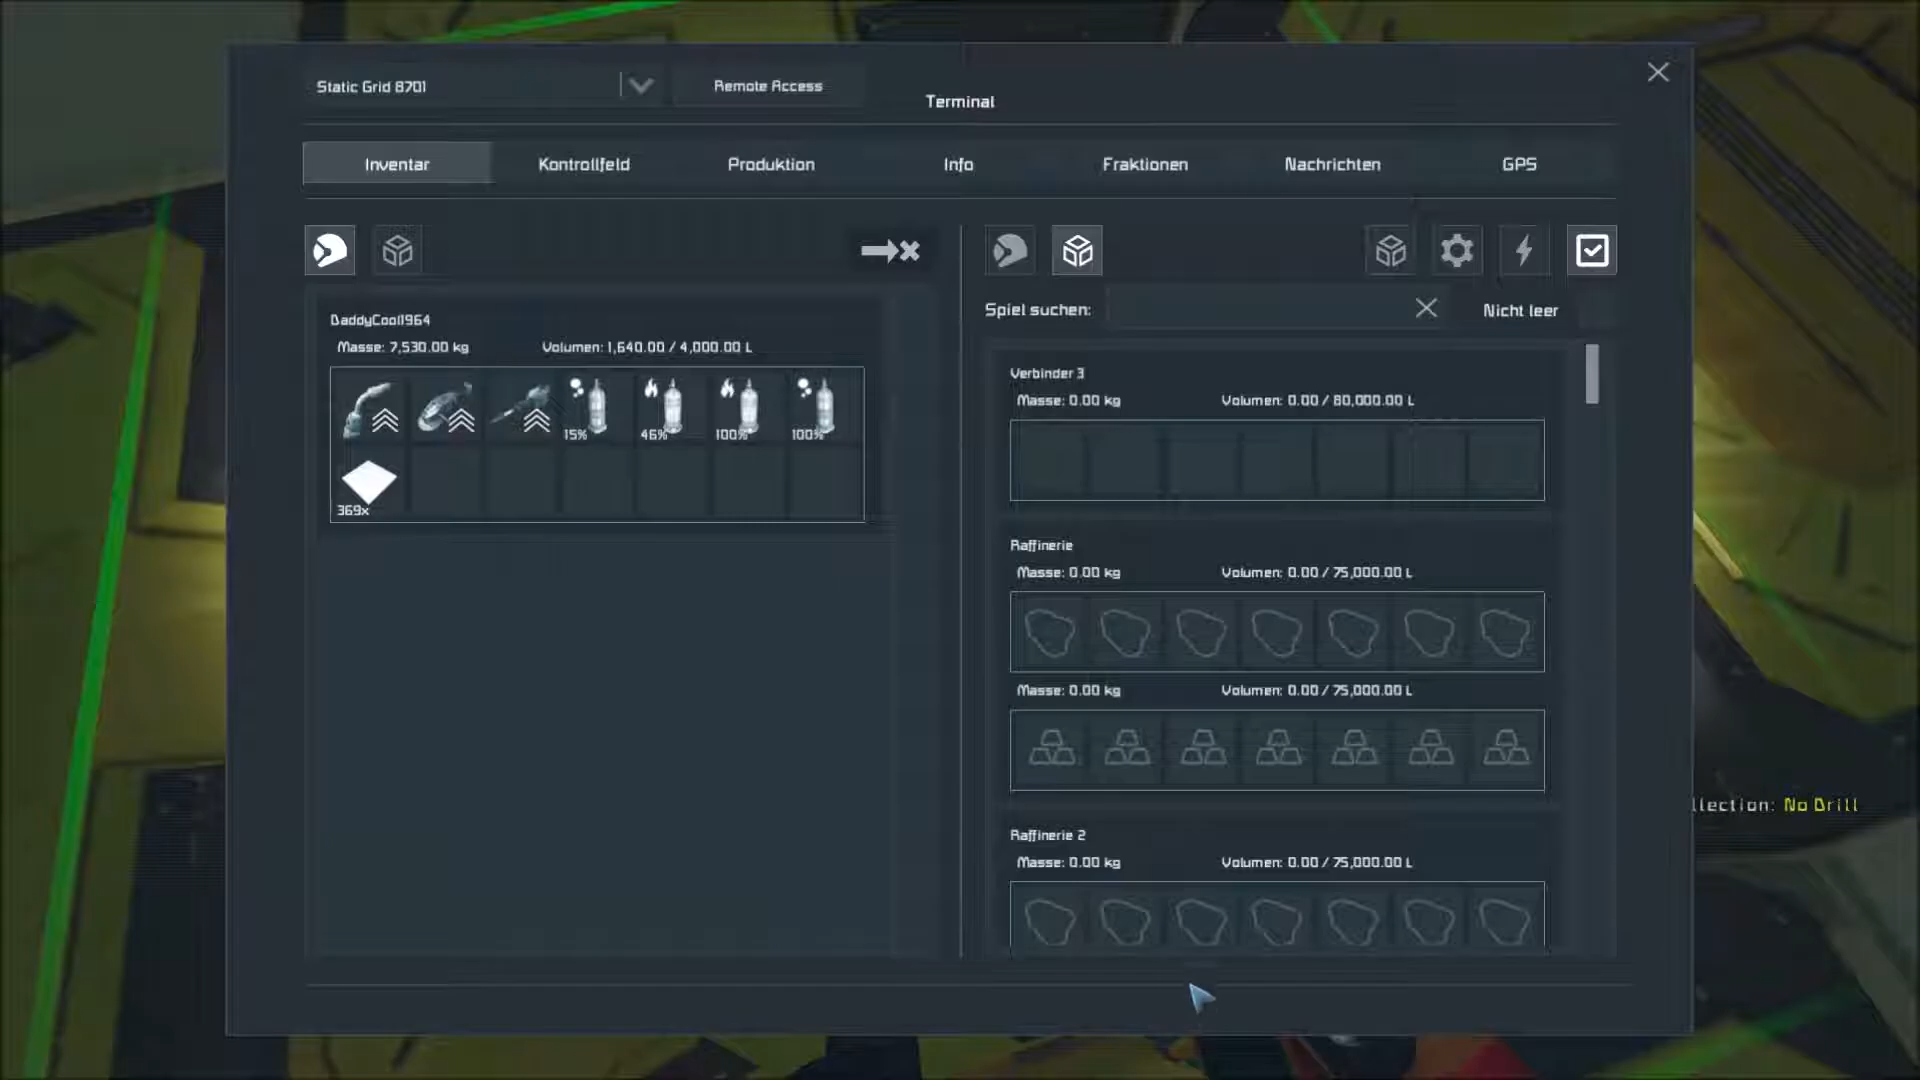 Static Grid 8701
Remote Access
Terminal
Inventar
Kontrollfeld
Produktion
Info
Fraktionen
Nachrichten
GPS
DaddyCool1964
Masse: 7,530.00 kg
Volumen: 1,640.00 / 4,000.00 L
15%
46%
100%
100%
369x
Spiel suchen:
Nicht leer
Verbinder 3
Masse: 0.00 kg
Volumen: 0.00 / 80,000.00 L
Raffinerie
Masse: 0.00 kg
Volumen: 0.00 / 75,000.00 L
Masse: 0.00 kg
Volumen: 0.00 / 75,000.00 L
Raffinerie 2
Masse: 0.00 kg
Volumen: 0.00 / 75,000.00 L
llection: No Drill